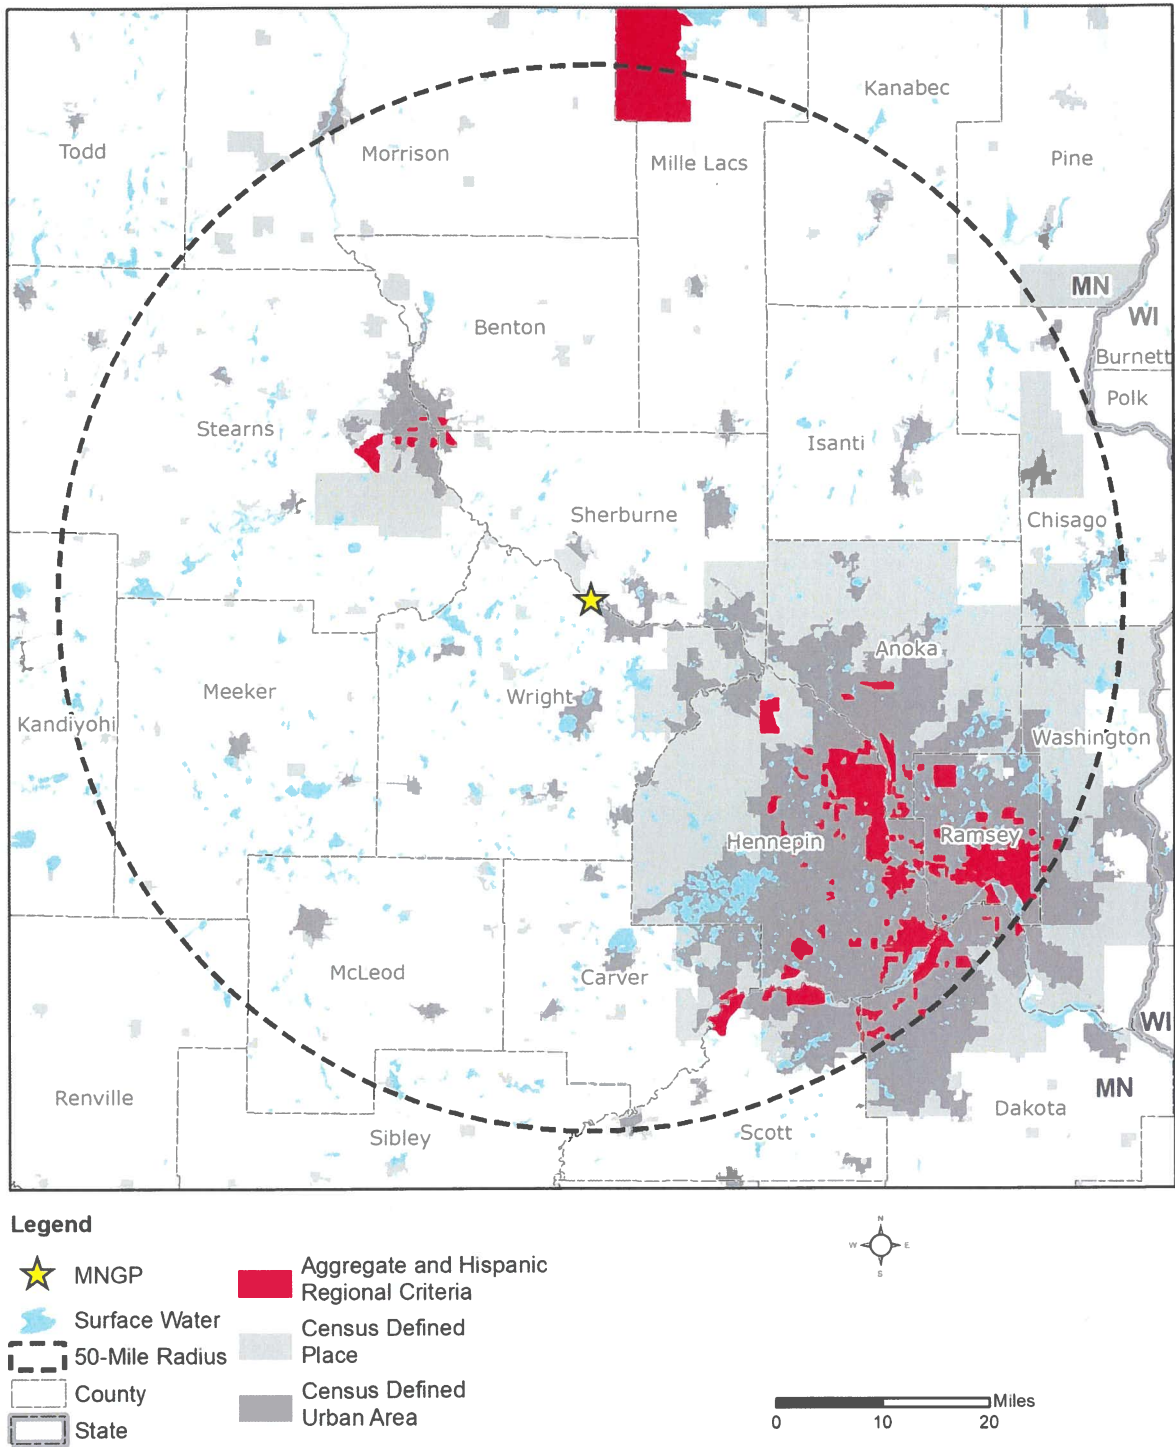 Kanabec
Todd
Morrison
Mille Lacs
Pine
MN
WI
Benton
Burnett
Polk
Stearns
Isanti
Sherburne
Chisago
Anoka
Meeker
Wright
Kandiyohi
Washington
Hennepin
Ramsey
McLeod
Carver
WI
MN
Renville
Dakota
Sibley
Scott
Legend
MNGP
Surface Water
50-Mile Radius
County
State
Aggregate and Hispanic
Regional Criteria
Census Defined
Place
Census Defined
Urban Area
N
W E
S
Miles
0 10 20